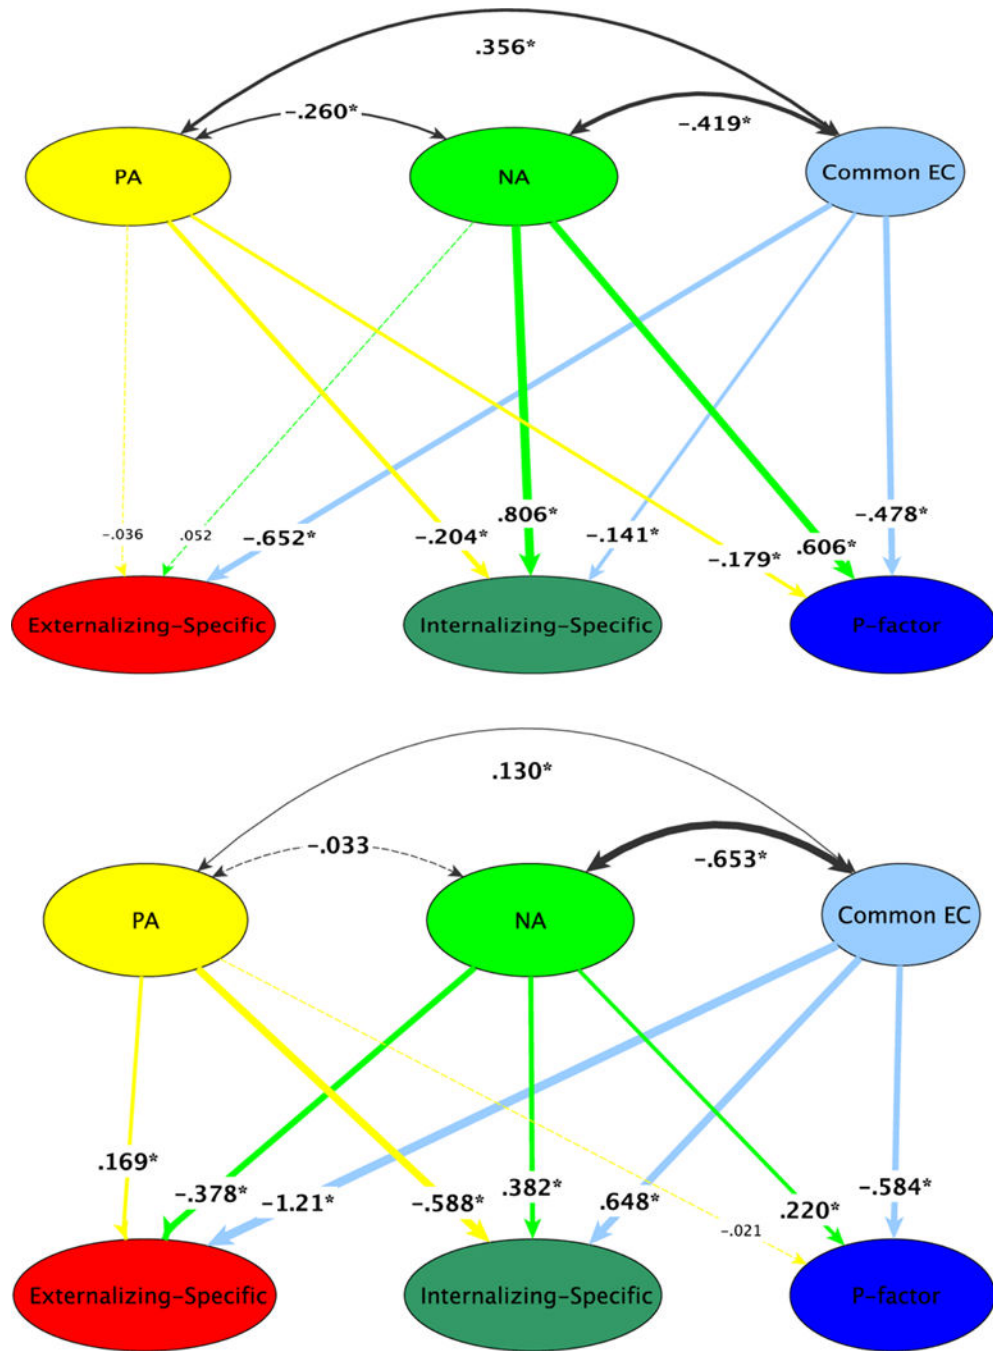 .356*
-.260*
-.419*
PA
NA
Common EC
-.036
.052
-.652*
-.204*
.806*
-.141*
-.179*
.606*
-.478*
Externalizing-Specific
Internalizing-Specific
P-factor
.130*
-.033
-.653*
PA
NA
Common EC
.169*
-.378*
-1.21*
-.588*
.382*
.648*
-.021
.220*
-.584*
Externalizing-Specific
Internalizing-Specific
P-factor